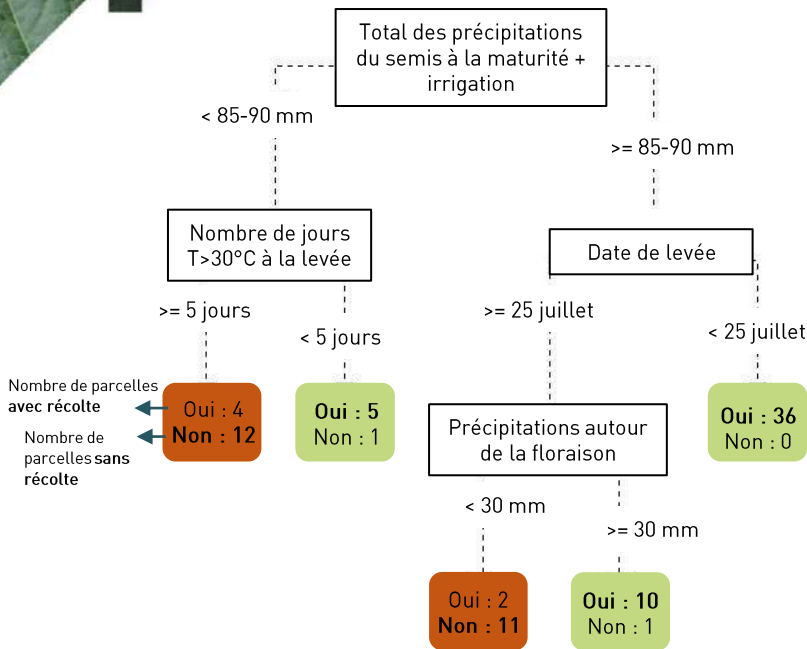 Total des précipitations
du semis à la maturité +
irrigation
< 85-90 mm
>= 85-90 mm
Nombre de jours
T>30°C à la levée
Date de levée
>= 5 jours
< 5 jours
>= 25 juillet
< 25 juillet
Nombre de parcelles
avec récolte
Nombre de
parcelles sans
récolte
Oui : 4
Non : 12
Oui : 5
Non : 1
Précipitations autour
de la floraison
Oui : 36
Non : 0
< 30 mm
>= 30 mm
Oui : 2
Non : 11
Oui : 10
Non : 1